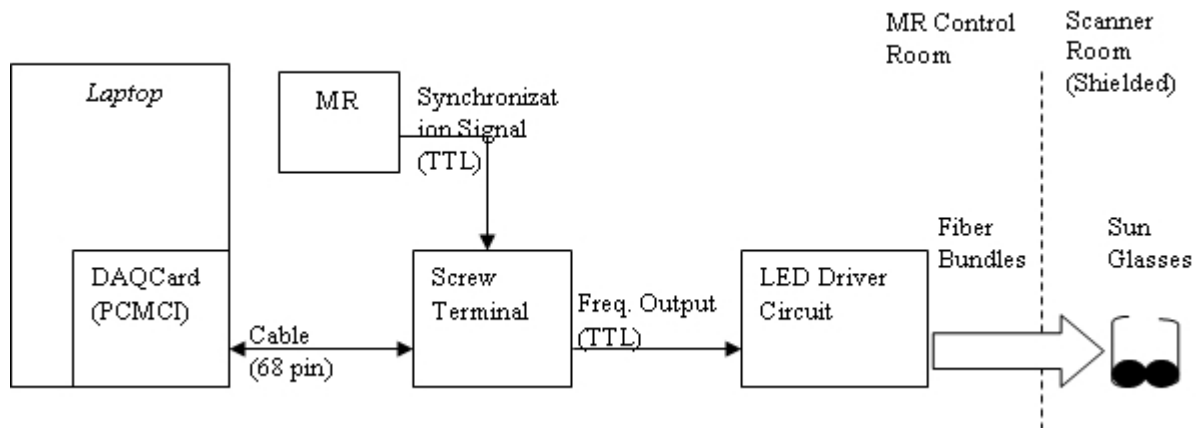 MR Control
Room
Scanner
Room
(Shielded)
Laptop
MR
Synchronizat
ion Signal
(TTL)
DAQCard
(PCMCI)
Cable
(68 pin)
Screw
Terminal
Freq. Output
(TTL)
LED Driver
Circuit
Fiber
Bundles
Sun
Glasses